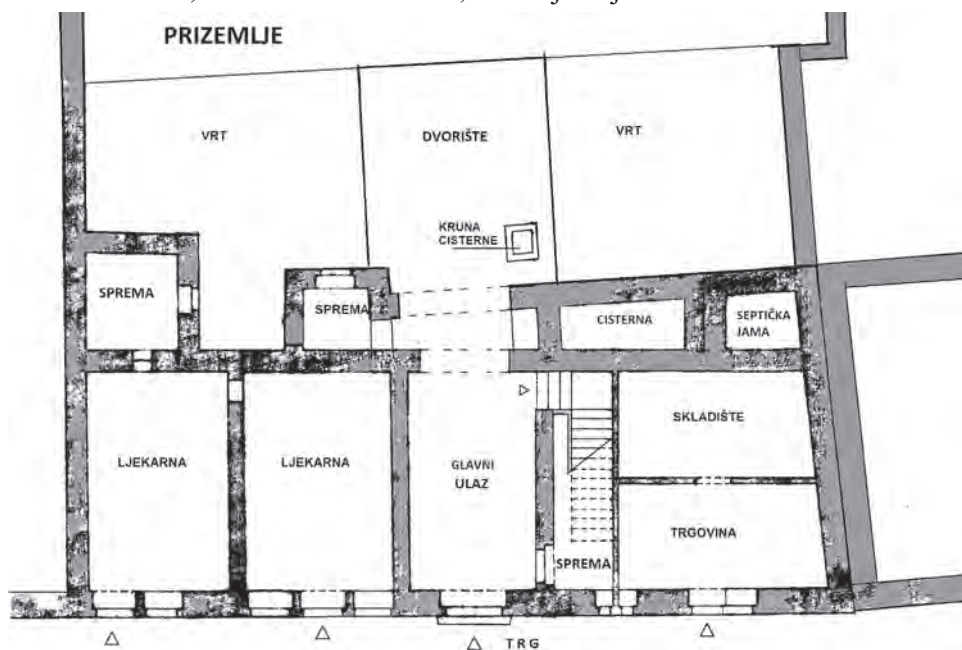 PRIZEMLJE
VRT
DVORIŠTE
VRT
KRUNA
CISTERNE
SPREMA
SPREMA
CISTERNA
SEPTIČKA
JAMA
SKLADIŠTE
LJEKARNA
LJEKARNA
GLAVNI
ULAZ
TRGOVINA
SPREMA
TRG